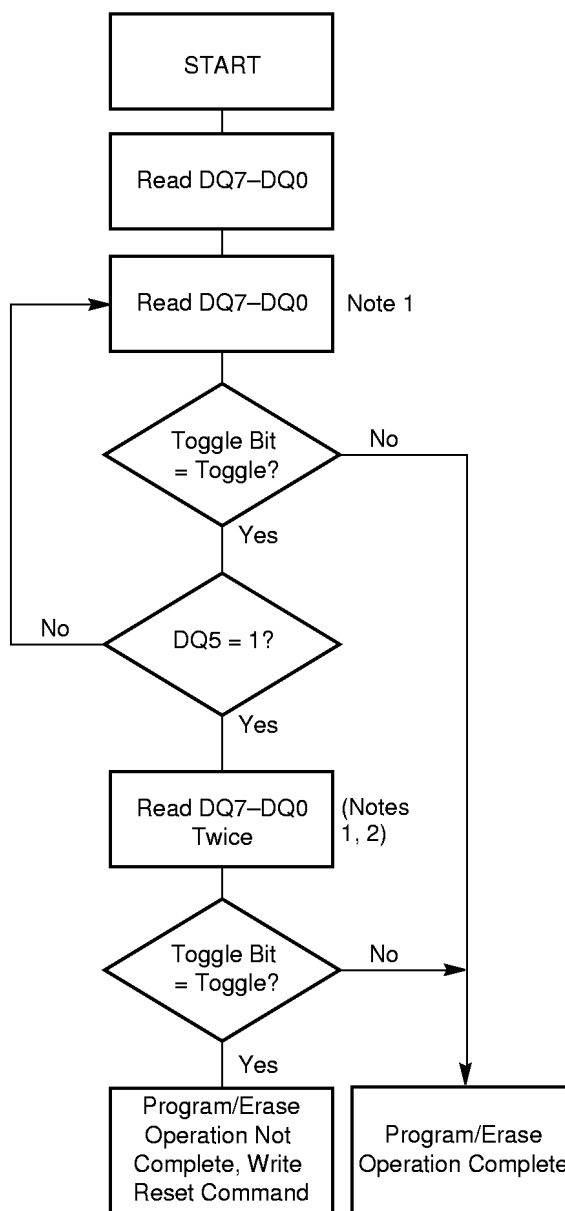 START
Read DQ7–DQ0
Read DQ7–DQ0
Note 1
Toggle Bit
= Toggle?
No
Yes
DQ5 = 1?
No
Yes
Read DQ7–DQ0
Twice
(Notes
1, 2)
Toggle Bit
= Toggle?
No
Yes
Program/Erase
Operation Not
Complete, Write
Reset Command
Program/Erase
Operation Complete